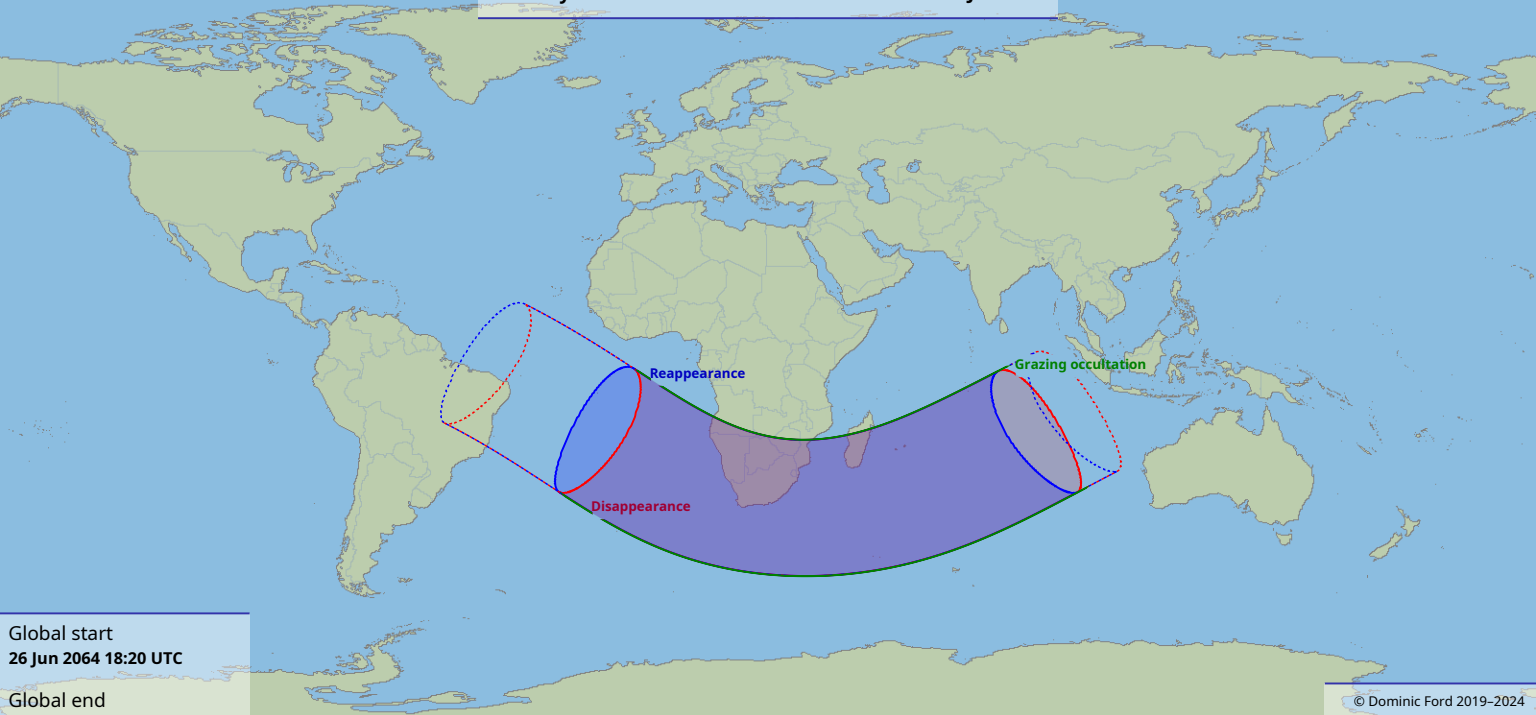 Reappearance
Grazing occultation
Disappearance
Global start
26 Jun 2064 18:20 UTC
Global end
© Dominic Ford 2019–2024